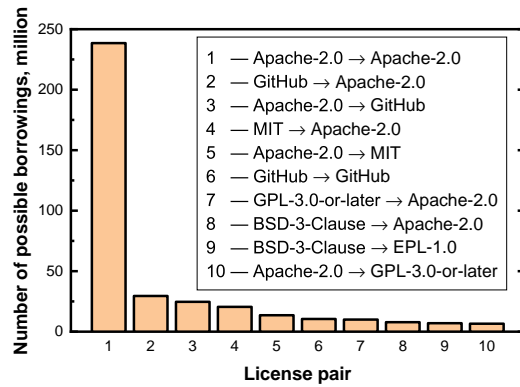 Number of possible borrowings, million
250
200
150
100
50
0
1 — Apache-2.0 → Apache-2.0
2 — GitHub → Apache-2.0
3 — Apache-2.0 → GitHub
4 — MIT → Apache-2.0
5 — Apache-2.0 → MIT
6 — GitHub → GitHub
7 — GPL-3.0-or-later → Apache-2.0
8 — BSD-3-Clause → Apache-2.0
9 — BSD-3-Clause → EPL-1.0
10 — Apache-2.0 → GPL-3.0-or-later
1 2 3 4 5 6 7 8 9 10
License pair